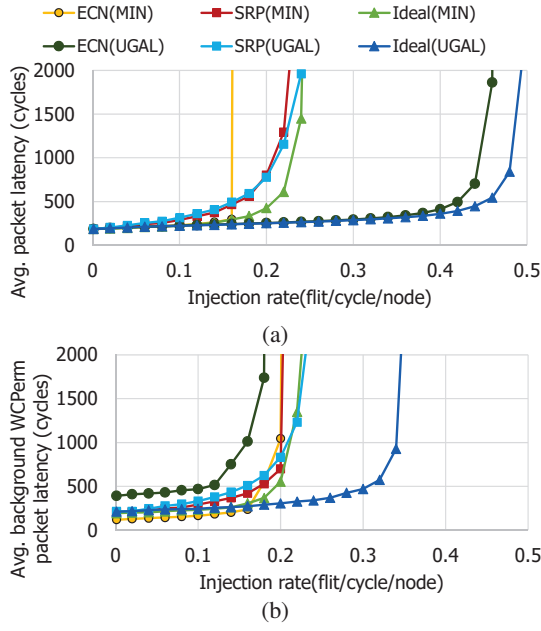 ECN(MIN) SRP(MIN) Ideal(MIN)
ECN(UGAL) SRP(UGAL) Ideal(UGAL)
Avg. packet latency (cycles)
2000
1500
1000
500
0
0 0.1 0.2 0.3 0.4 0.5
Injection rate(flit/cycle/node)
(a)
Avg. background WCPerm
packet latency (cycles)
2000
1500
1000
500
0
0 0.1 0.2 0.3 0.4 0.5
Injection rate(flit/cycle/node)
(b)